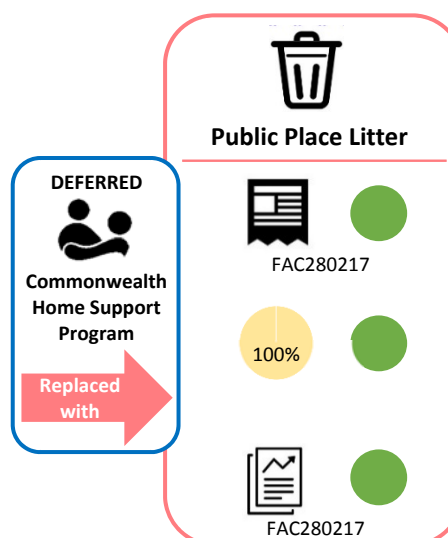 Public Place Litter
DEFERRED
Commonwealth
Home Support
Program
Replaced
with
FAC280217
100%
FAC280217